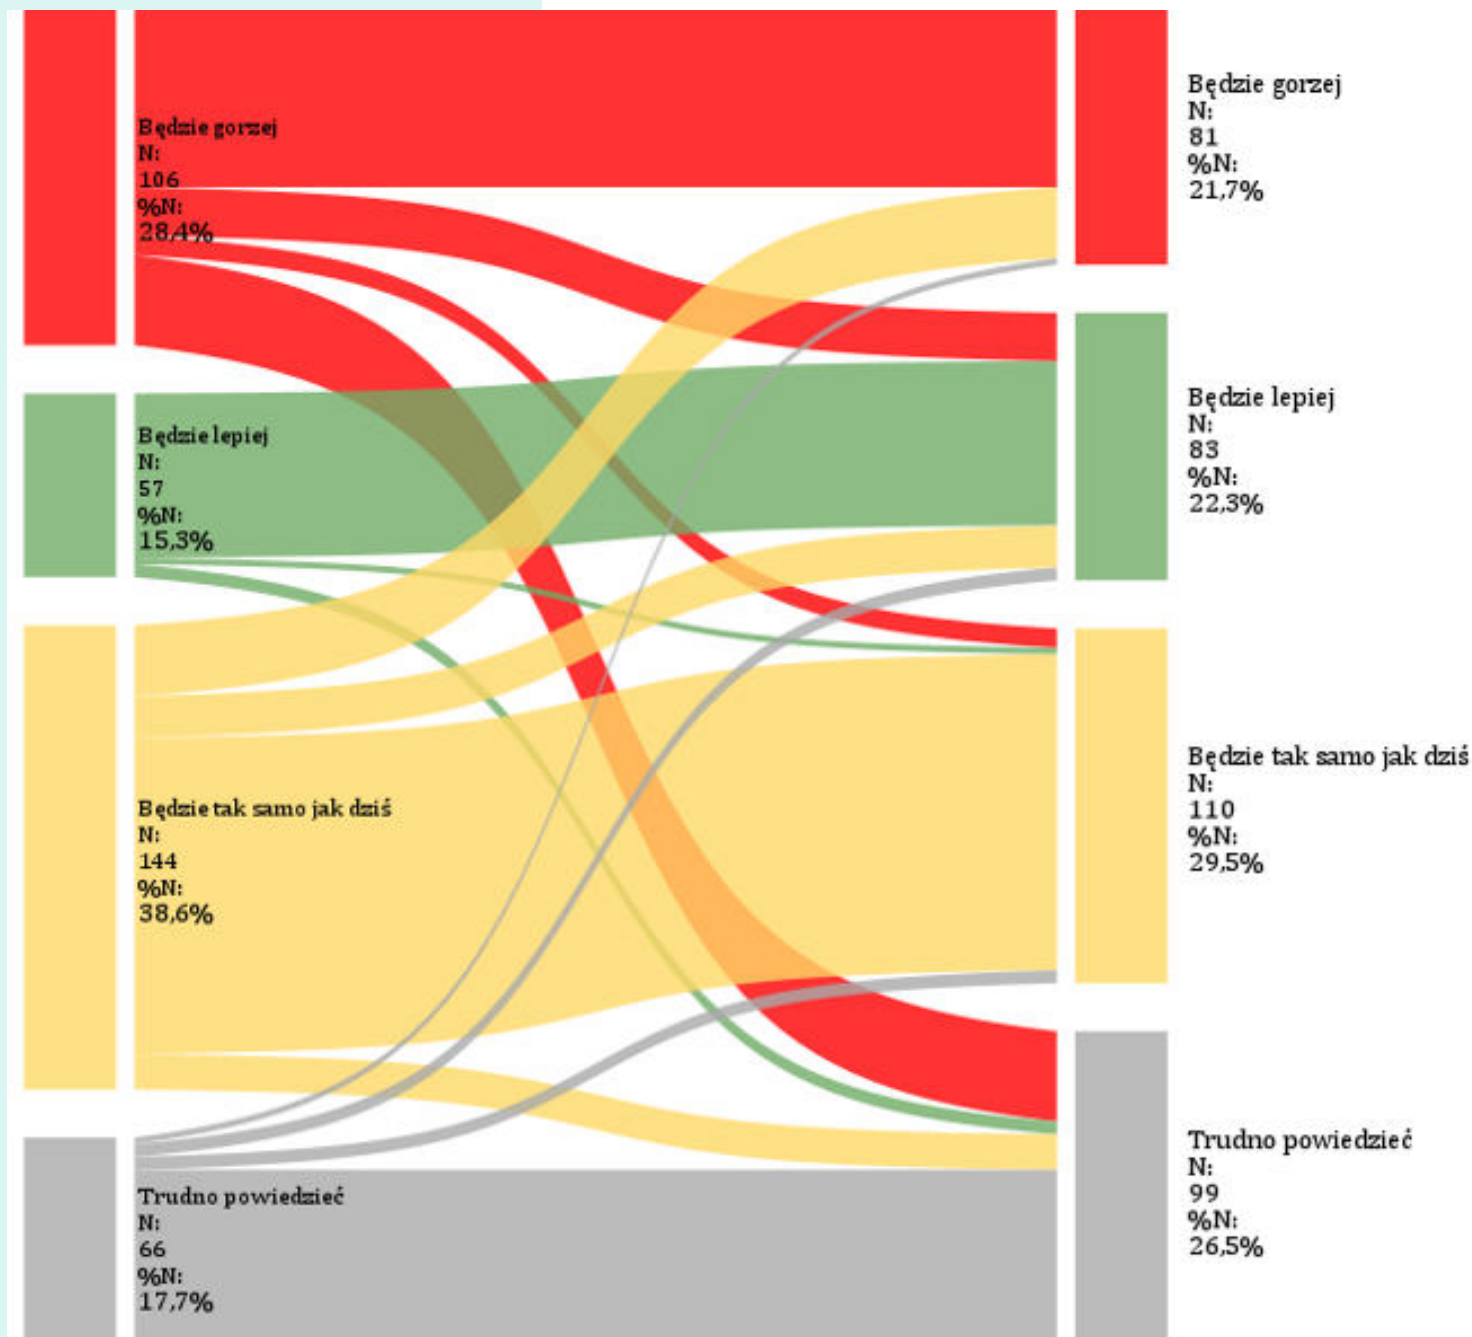 Będzie gorzej
N:
106
%N:
28,4%
Będzie lepiej
N:
57
%N:
15,3%
Będzie tak samo jak dziś
N:
144
%N:
38,6%
Trudno powiedzieć
N:
66
%N:
17,7%
Będzie gorzej
N:
81
%N:
21,7%
Będzie lepiej
N:
83
%N:
22,3%
Będzie tak samo jak dziś
N:
110
%N:
29,5%
Trudno powiedzieć
N:
99
%N:
26,5%